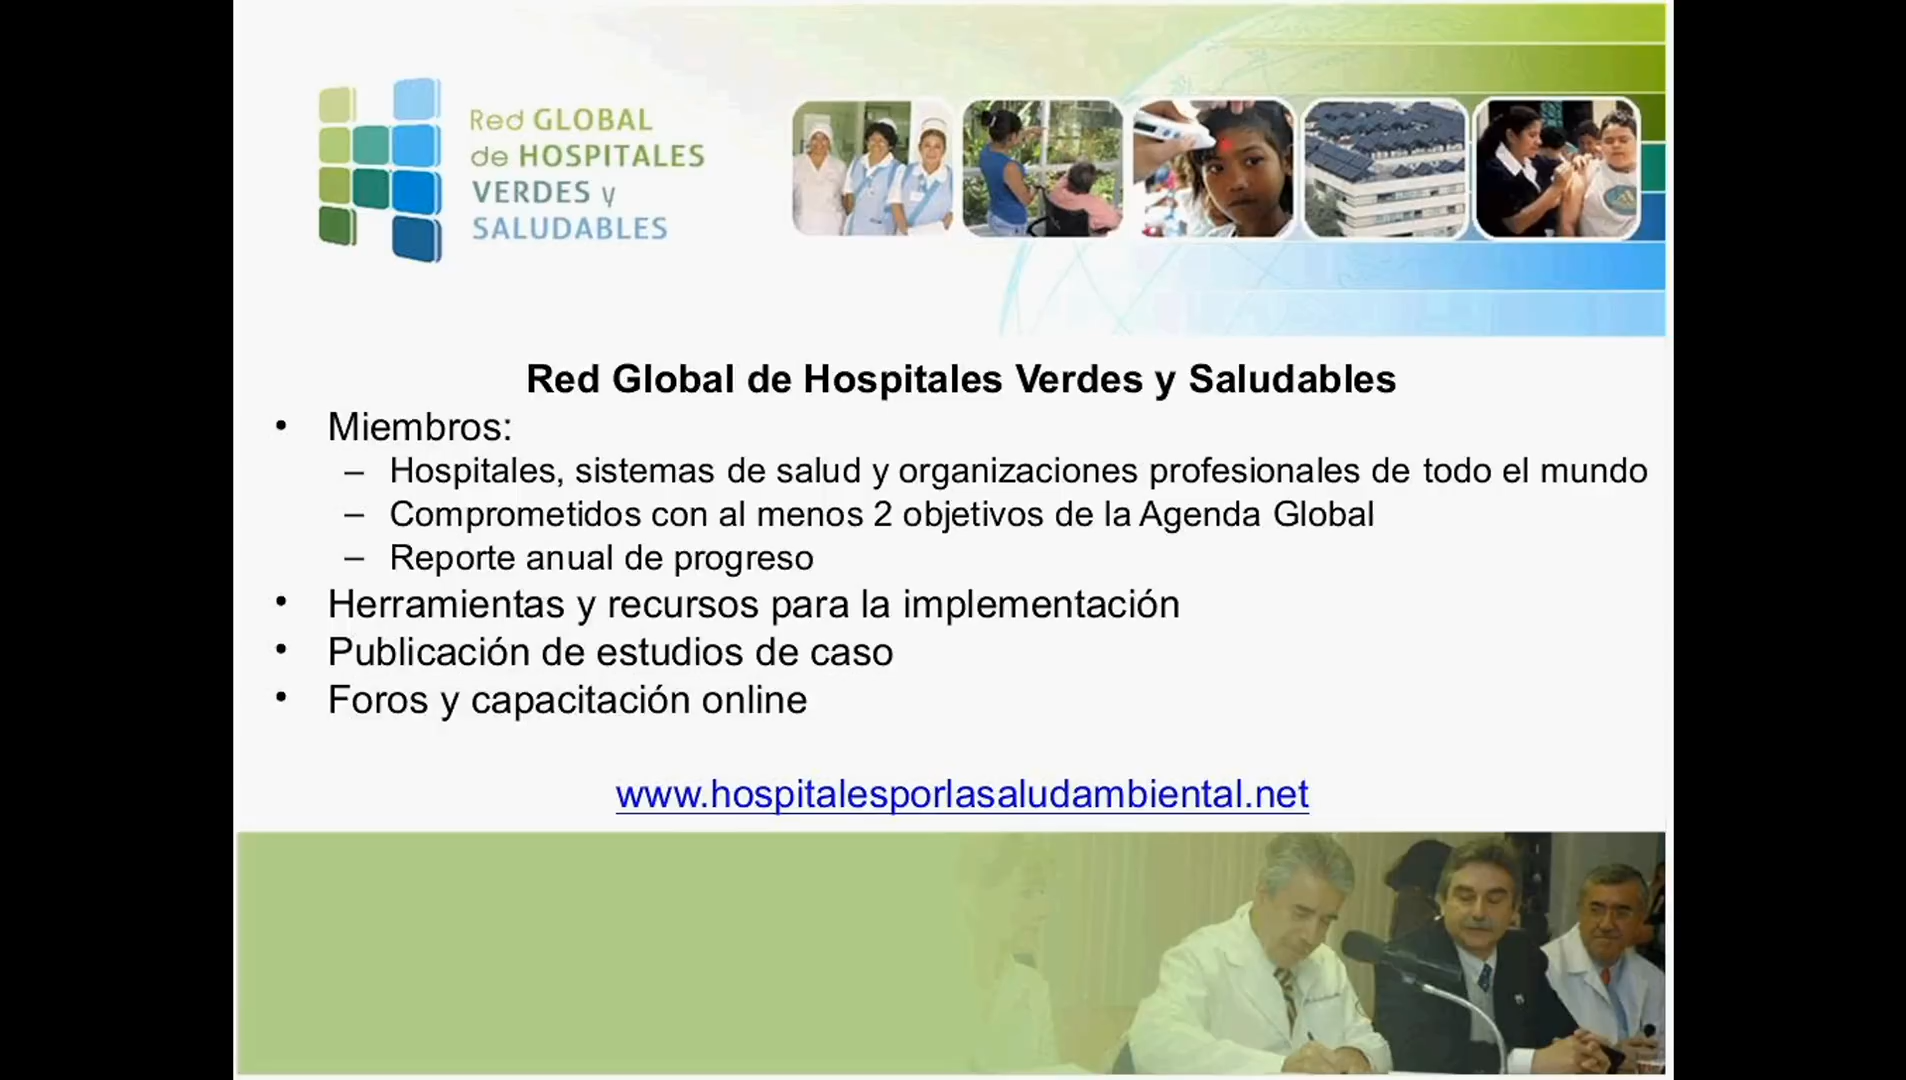 Red GLOBAL
de HOSPITALES
VERDES y
SALUDABLES
Red Global de Hospitales Verdes y Saludables
• Miembros:
– Hospitales, sistemas de salud y organizaciones profesionales de todo el mundo
– Comprometidos con al menos 2 objetivos de la Agenda Global
– Reporte anual de progreso
• Herramientas y recursos para la implementación
• Publicación de estudios de caso
• Foros y capacitación online
www.hospitalesporlasaludambiental.net